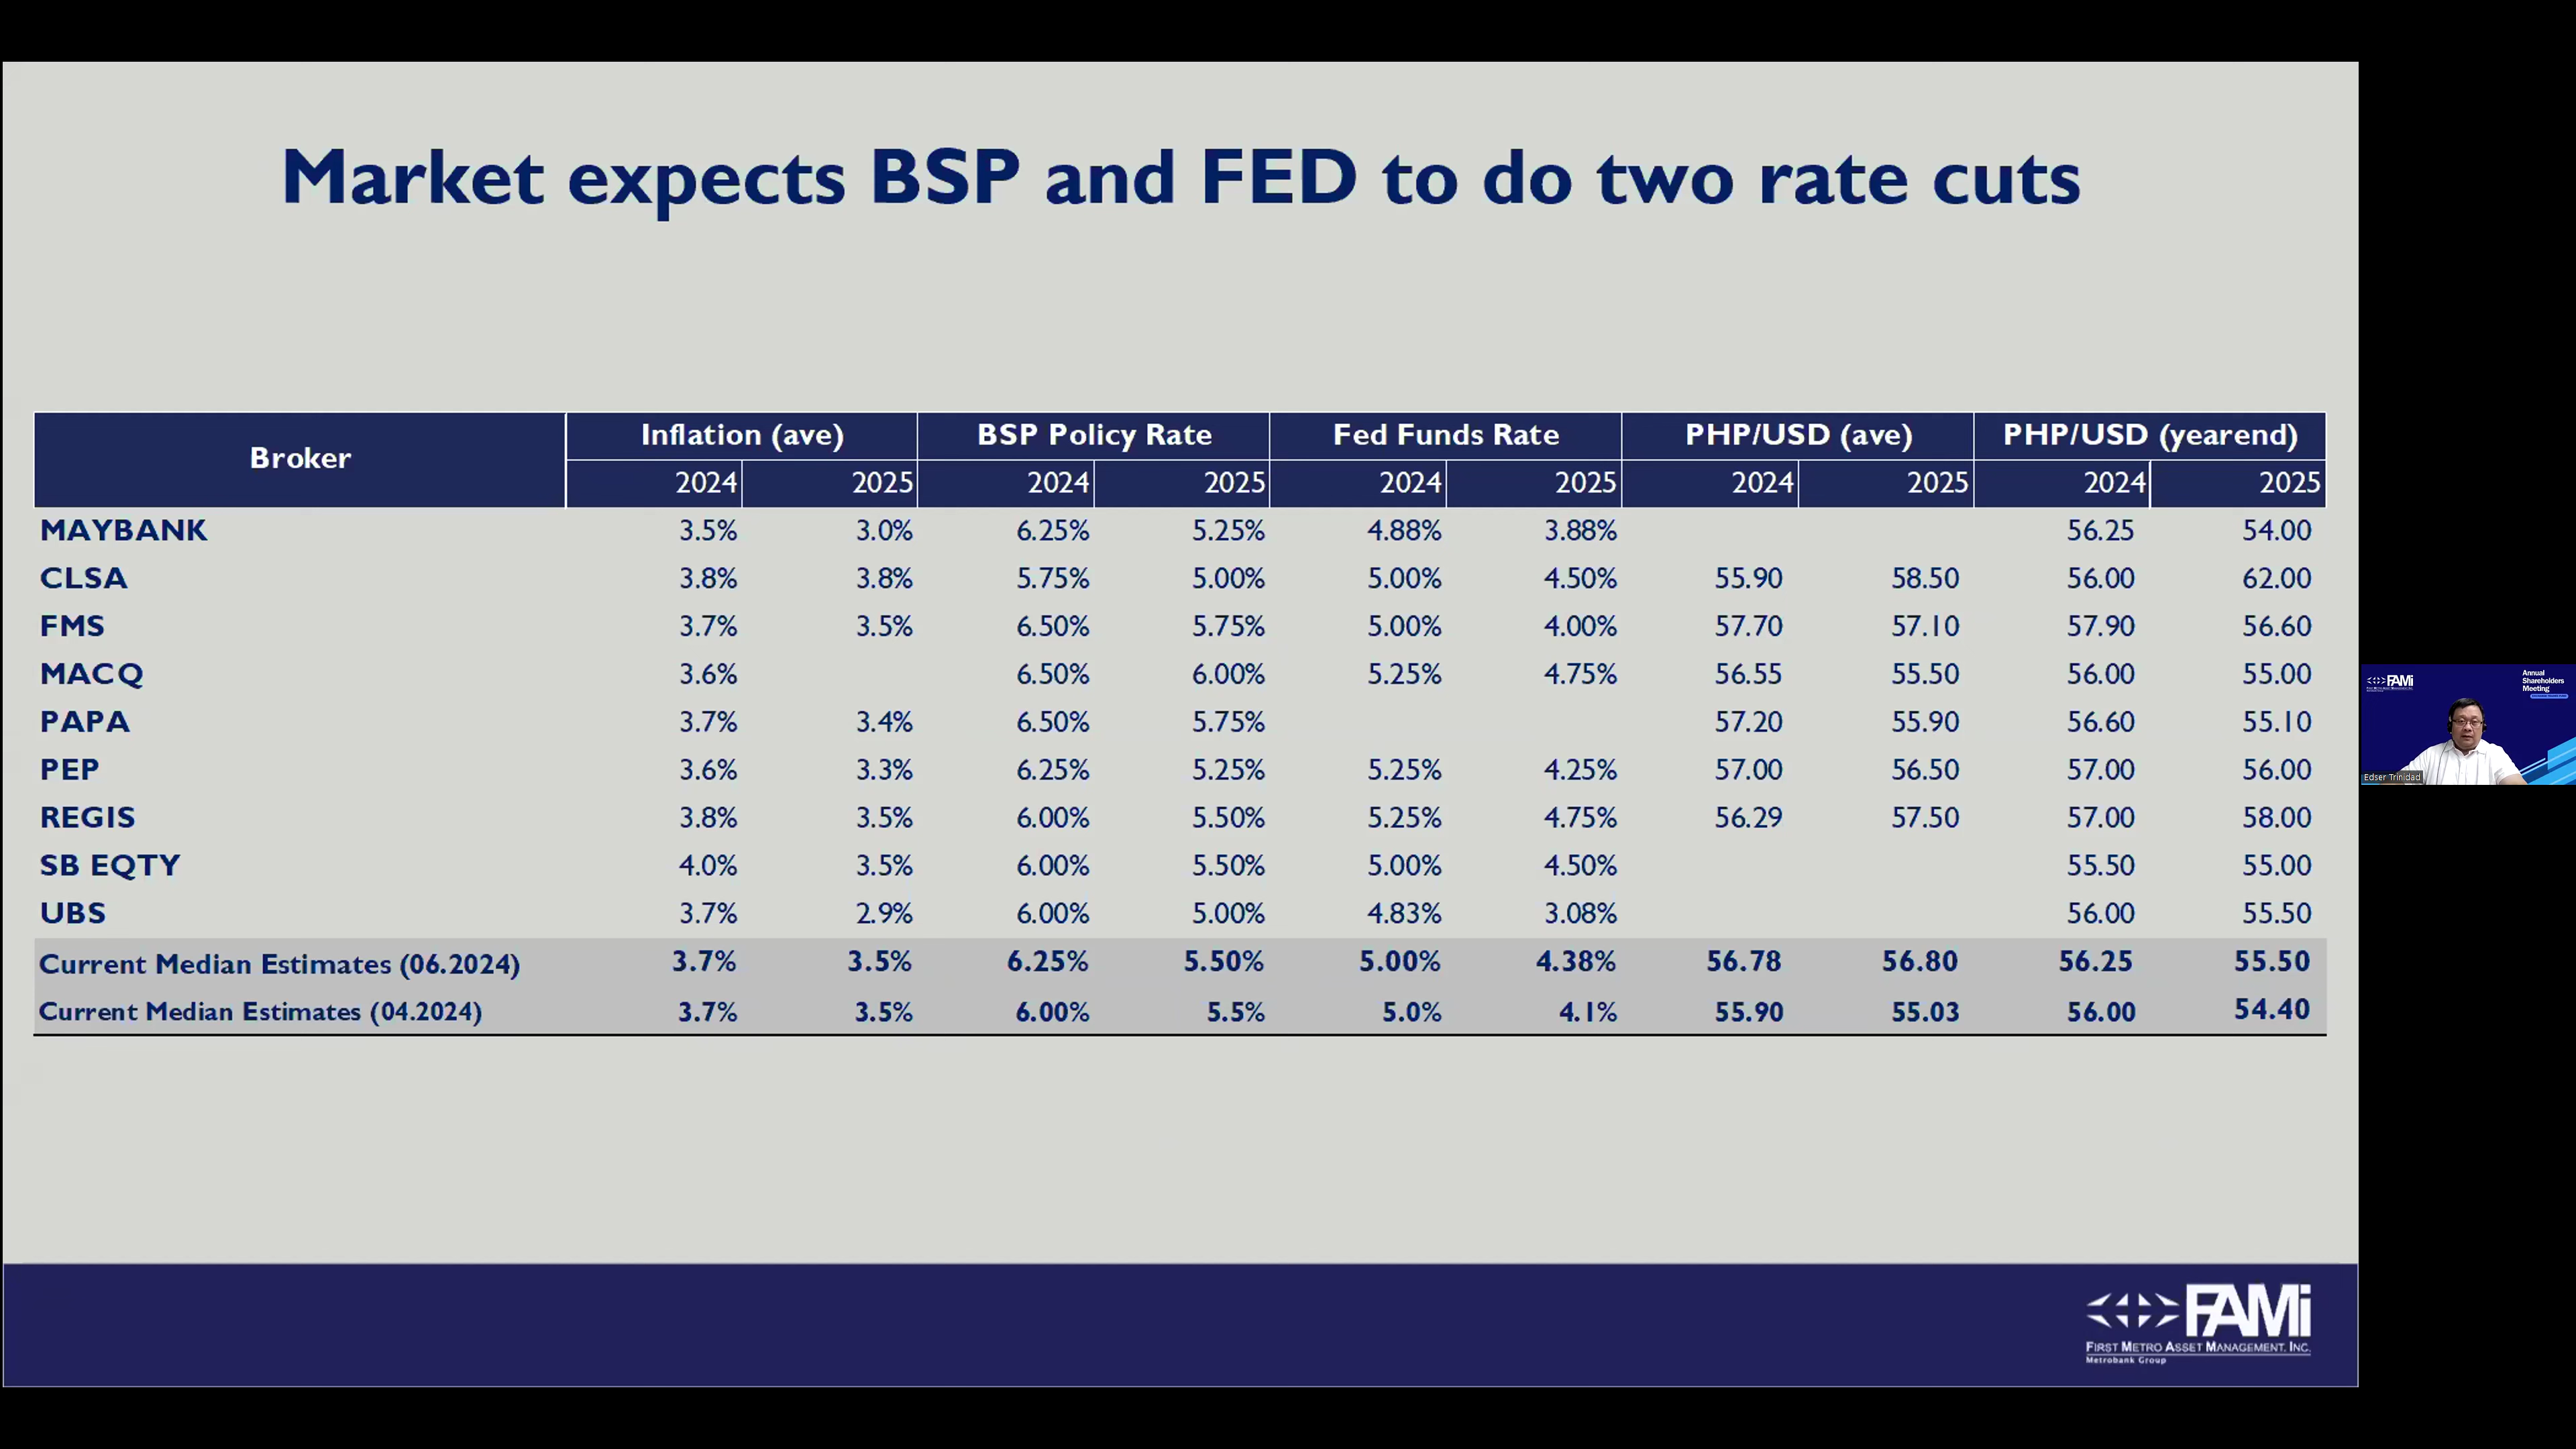 Market expects BSP and FED to do two rate cuts
Broker Inflation (ave) BSP Policy Rate Fed Funds Rate PHP/USD (ave) PHP/USD (yearend)
2024 2025 2024 2025 2024 2025 2024 2025 2024 2025
MAYBANK 3.5% 3.0% 6.25% 5.25% 4.88% 3.88% 56.25 54.00
CLSA 3.8% 3.8% 5.75% 5.00% 5.00% 4.50% 55.90 58.50 56.00 62.00
FMS 3.7% 3.5% 6.50% 5.75% 5.00% 4.00% 57.70 57.10 57.90 56.60
MACQ 3.6% 6.50% 6.00% 5.25% 4.75% 56.55 55.50 56.00 55.00
PAPA 3.7% 3.4% 6.50% 5.75% 57.20 55.90 56.60 55.10
PEP 3.6% 3.3% 6.25% 5.25% 5.25% 4.25% 57.00 56.50 57.00 56.00
REGIS 3.8% 3.5% 6.00% 5.50% 5.25% 4.75% 56.29 57.50 57.00 58.00
SB EQTY 4.0% 3.5% 6.00% 5.50% 5.00% 4.50% 55.50 55.00
UBS 3.7% 2.9% 6.00% 5.00% 4.83% 3.08% 56.00 55.50
Current Median Estimates (06.2024) 3.7% 3.5% 6.25% 5.50% 5.00% 4.38% 56.78 56.80 56.25 55.50
Current Median Estimates (04.2024) 3.7% 3.5% 6.00% 5.5% 5.0% 4.1% 55.90 55.03 56.00 54.40
FAMi
FIRST METRO ASSET MANAGEMENT, INC.
Metrobank Group
FAMi
Annual
Shareholders
Meeting
Edser Trinidad